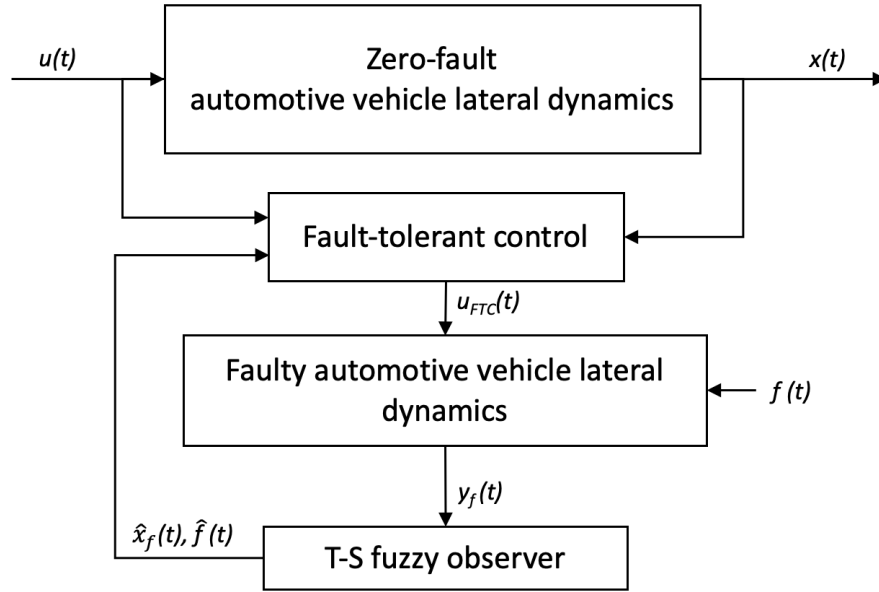 u(t)
Zero-fault
automotive vehicle lateral dynamics
x(t)
Fault-tolerant control
u_FTC(t)
Faulty automotive vehicle lateral
dynamics
f (t)
y_f(t)
x̂_f(t), f̂ (t)
T-S fuzzy observer